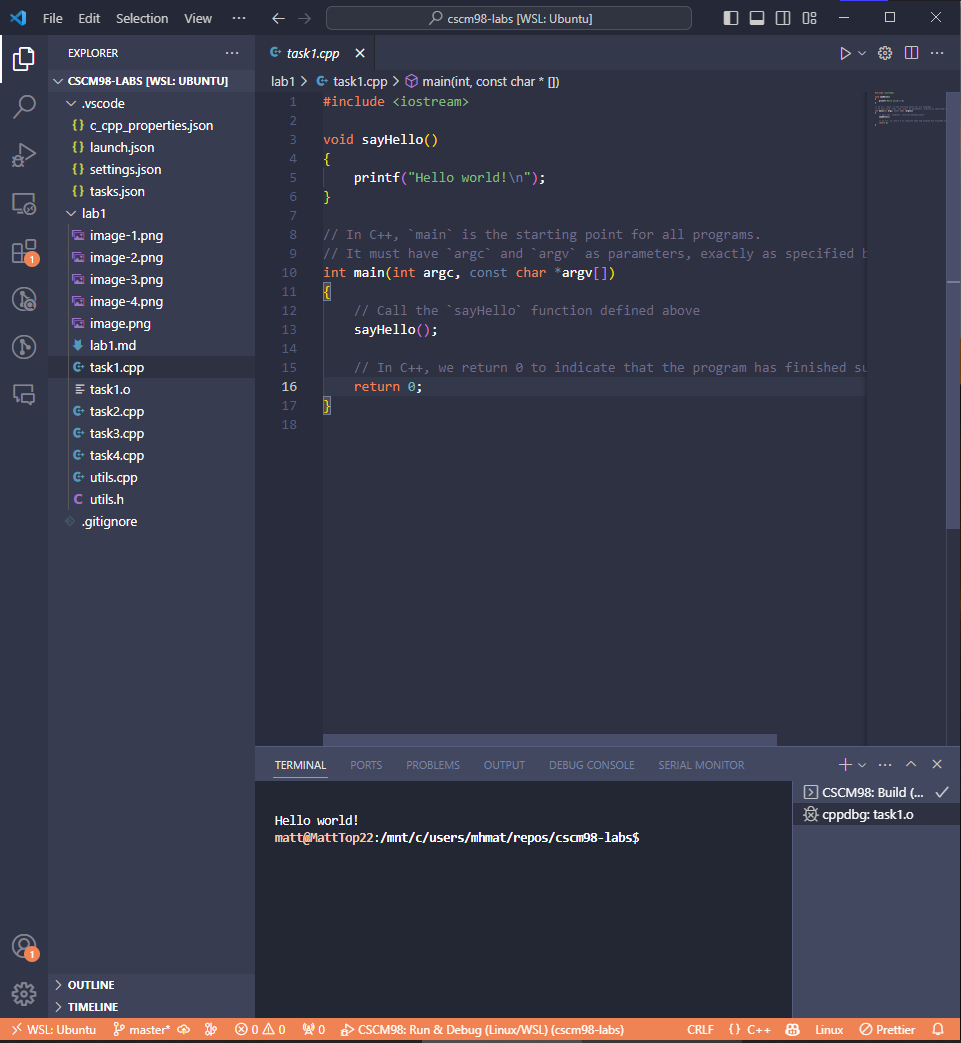 File Edit Selection View ··· cscm98-labs [WSL: Ubuntu]
EXPLORER ···
CSCM98-LABS [WSL: UBUNTU]
.vscode
{} c_cpp_properties.json
{} launch.json
{} settings.json
{} tasks.json
lab1
image-1.png
image-2.png
image-3.png
image-4.png
image.png
lab1.md
task1.cpp
task1.o
task2.cpp
task3.cpp
task4.cpp
utils.cpp
C utils.h
.gitignore
1
1
OUTLINE
TIMELINE
task1.cpp
lab1 > task1.cpp > main(int, const char * [])
1 #include <iostream>
2
3 void sayHello()
4 {
5 printf("Hello world!\n");
6 }
7
8 // In C++, `main` is the starting point for all programs.
9 // It must have `argc` and `argv` as parameters, exactly as specified
10 int main(int argc, const char *argv[])
11 {
12 // Call the `sayHello` function defined above
13 sayHello();
14
15 // In C++, we return 0 to indicate that the program has finished su
16 return 0;
17 }
18
TERMINAL PORTS PROBLEMS OUTPUT DEBUG CONSOLE SERIAL MONITOR
Hello world!
matt@MattTop22:/mnt/c/users/mhmat/repos/cscm98-labs$
CSCM98: Build (...
cppdbg: task1.o
WSL: Ubuntu master* 0 0 0 CSCM98: Run & Debug (Linux/WSL) (cscm98-labs) CRLF {} C++ Linux Prettier